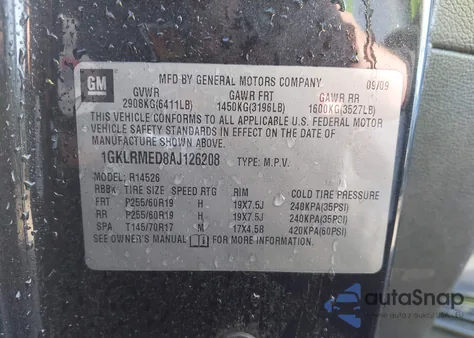 GM
MFD BY GENERAL MOTORS COMPANY 09/09
GVWR GAWR FRT GAWR RR
2908KG(6411LB) 1450KG(3196LB) 1600KG(3527LB)
THIS VEHICLE CONFORMS TO ALL APPLICABLE U.S. FEDERAL MOTOR
VEHICLE SAFETY STANDARDS IN EFFECT ON THE DATE OF
MANUFACTURE SHOWN ABOVE.
1GKLRMED8AJ126208 TYPE: M.P.V.
MODEL: R14526
RBBK TIRE SIZE SPEED RTG RIM COLD TIRE PRESSURE
FRT P255/60R19 H 19X7.5J 240KPA(35PSI)
RR P255/60R19 H 19X7.5J 240KPA(35PSI)
SPA T145/70R17 M 17X4.5B 420KPA(60PSI)
SEE OWNER'S MANUAL FOR MORE INFORMATION.
autoSnap